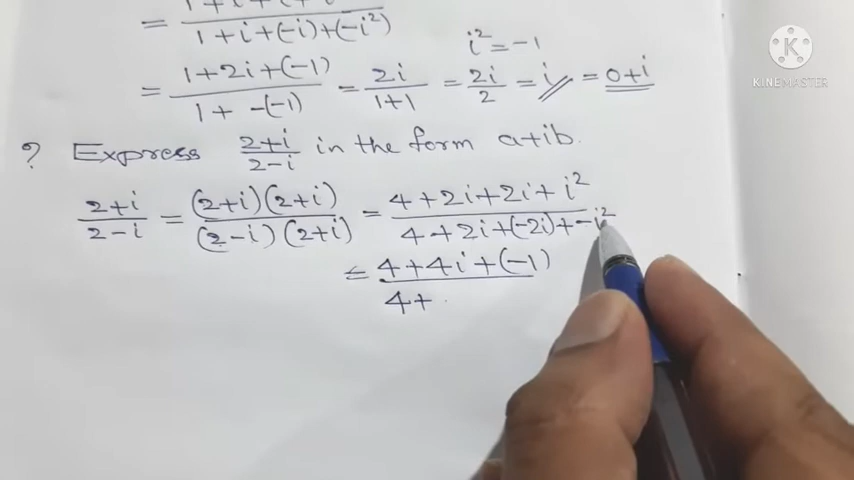 = 1+i+i+i² / 1+i+(-i)+(-i²)
i² = -1
= 1+2i+(-1) / 1+ -(-1) = 2i / 1+1 = 2i / 2 = i = 0+i
? Express 2+i / 2-i in the form a+ib.
2+i / 2-i = (2+i)(2+i) / (2-i)(2+i) = 4+2i+2i+i² / 4+2i+(-2i)+-i²
= 4+4i+(-1) / 4+
K
KINEMASTER